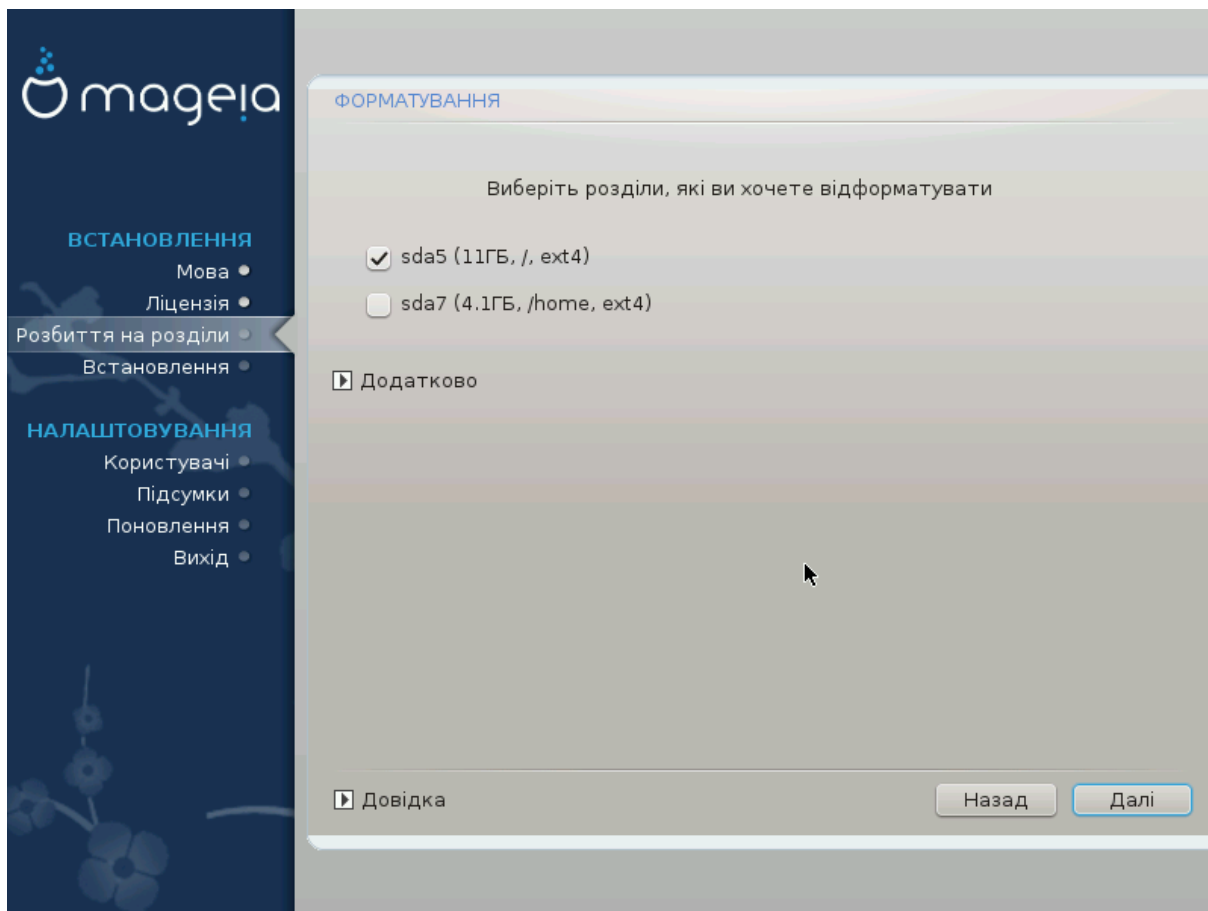 mageia
ВСТАНОВЛЕННЯ
Мова
Ліцензія
Розбиття на розділи
Встановлення
НАЛАШТОВУВАННЯ
Користувачі
Підсумки
Поновлення
Вихід
ФОРМАТУВАННЯ
Виберіть розділи, які ви хочете відформатувати
sda5 (11ГБ, /, ext4)
sda7 (4.1ГБ, /home, ext4)
Додатково
Довідка
Назад
Далі